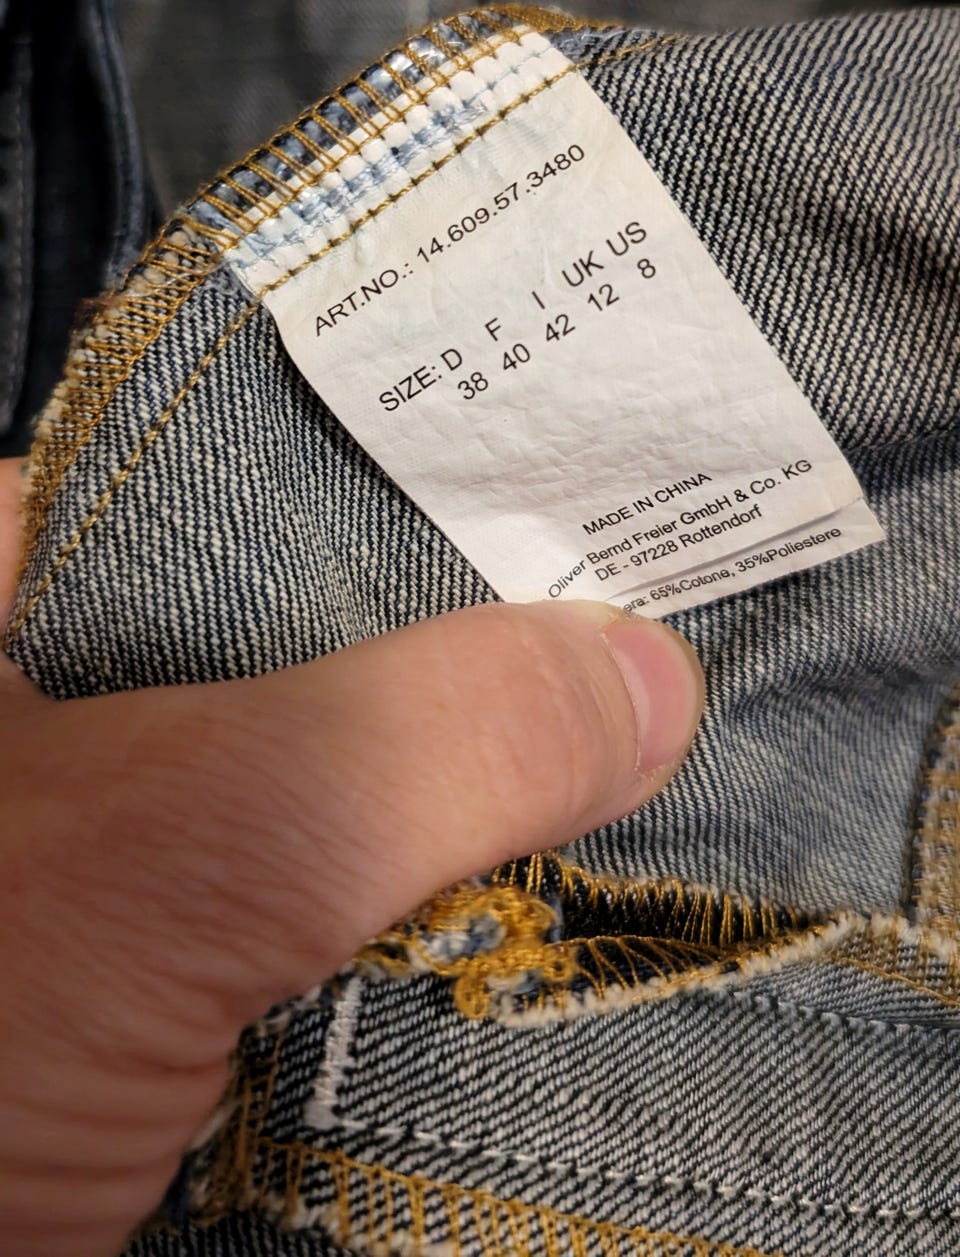 ART.NO.: 14.609.57.3480
SIZE: D F I UK US
38 40 42 12 8
MADE IN CHINA
Oliver Bernd Freier GmbH & Co. KG
DE - 97228 Rottendorf
65%Cotone, 35%Poliestere